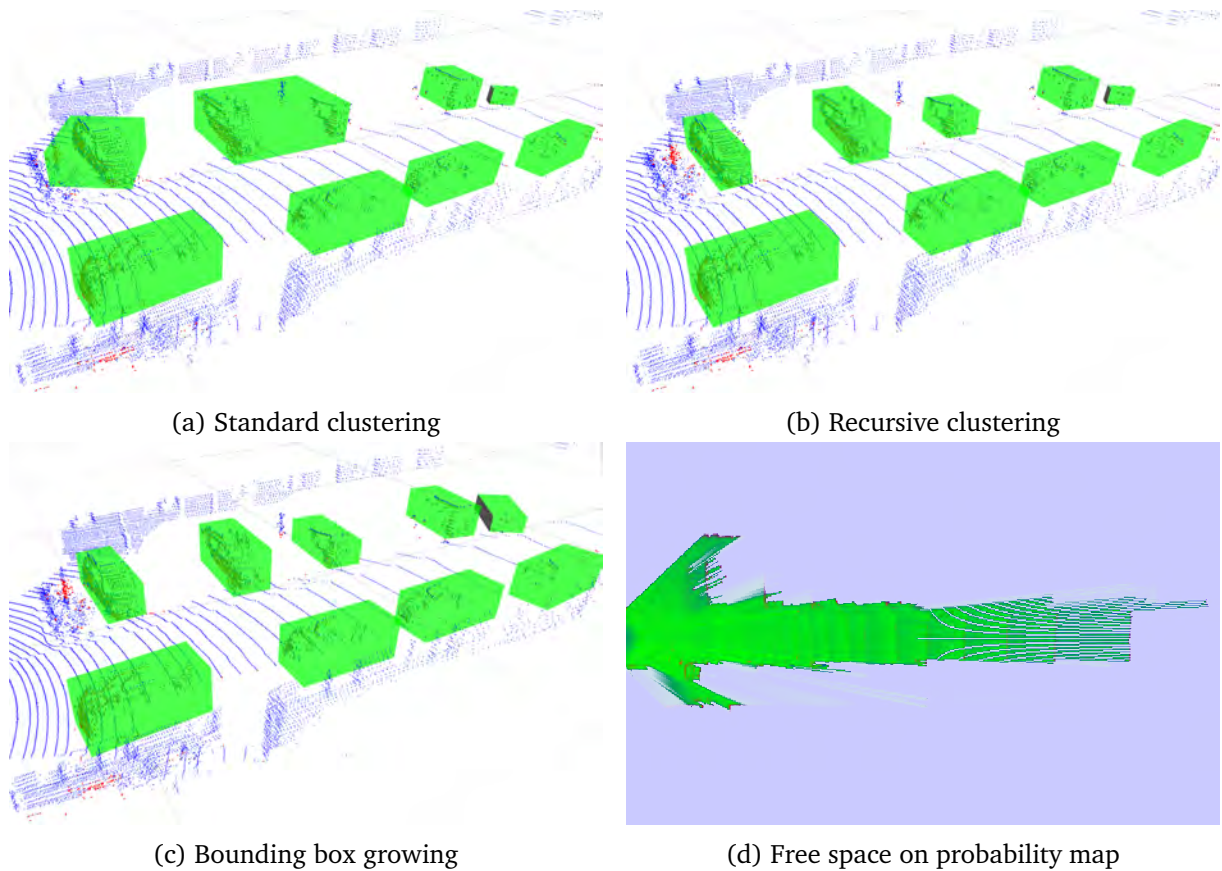 (a) Standard clustering
(b) Recursive clustering
(c) Bounding box growing
(d) Free space on probability map